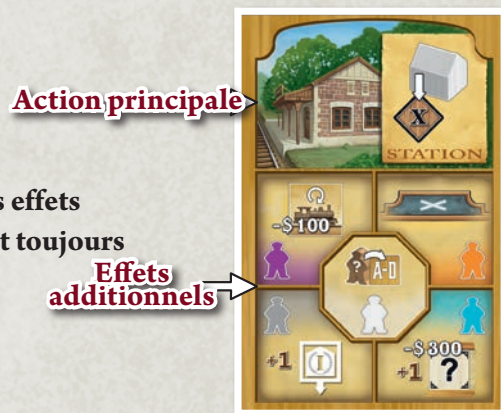 Action principale
X
STATION
s effets
t toujours
Effets
additionnels
-$100
? A-D
+1 I
-$300
+1 ?